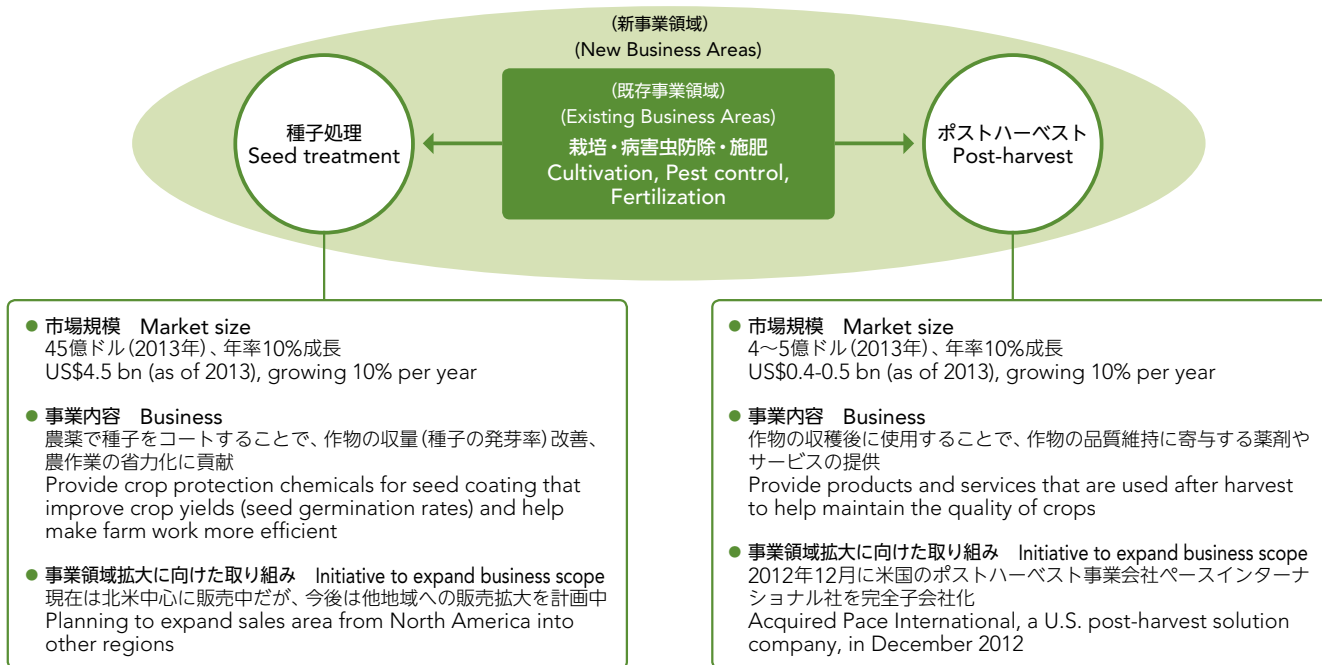 (新事業領域)
(New Business Areas)
(既存事業領域)
(Existing Business Areas)
栽培・病害虫防除・施肥
Cultivation, Pest control,
Fertilization
種子処理
Seed treatment
ポストハーベスト
Post-harvest
● 市場規模 Market size
45億ドル(2013年)、年率10%成長
US$4.5 bn (as of 2013), growing 10% per year
● 事業内容 Business
農薬で種子をコートすることで、作物の収量(種子の発芽率)改善、
農作業の省力化に貢献
Provide crop protection chemicals for seed coating that
improve crop yields (seed germination rates) and help
make farm work more efficient
● 事業領域拡大に向けた取り組み Initiative to expand business scope
現在は北米中心に販売中だが、今後は他地域への販売拡大を計画中
Planning to expand sales area from North America into
other regions
● 市場規模 Market size
4〜5億ドル(2013年)、年率10%成長
US$0.4-0.5 bn (as of 2013), growing 10% per year
● 事業内容 Business
作物の収穫後に使用することで、作物の品質維持に寄与する薬剤や
サービスの提供
Provide products and services that are used after harvest
to help maintain the quality of crops
● 事業領域拡大に向けた取り組み Initiative to expand business scope
2012年12月に米国のポストハーベスト事業会社ペースインターナ
ショナル社を完全子会社化
Acquired Pace International, a U.S. post-harvest solution
company, in December 2012